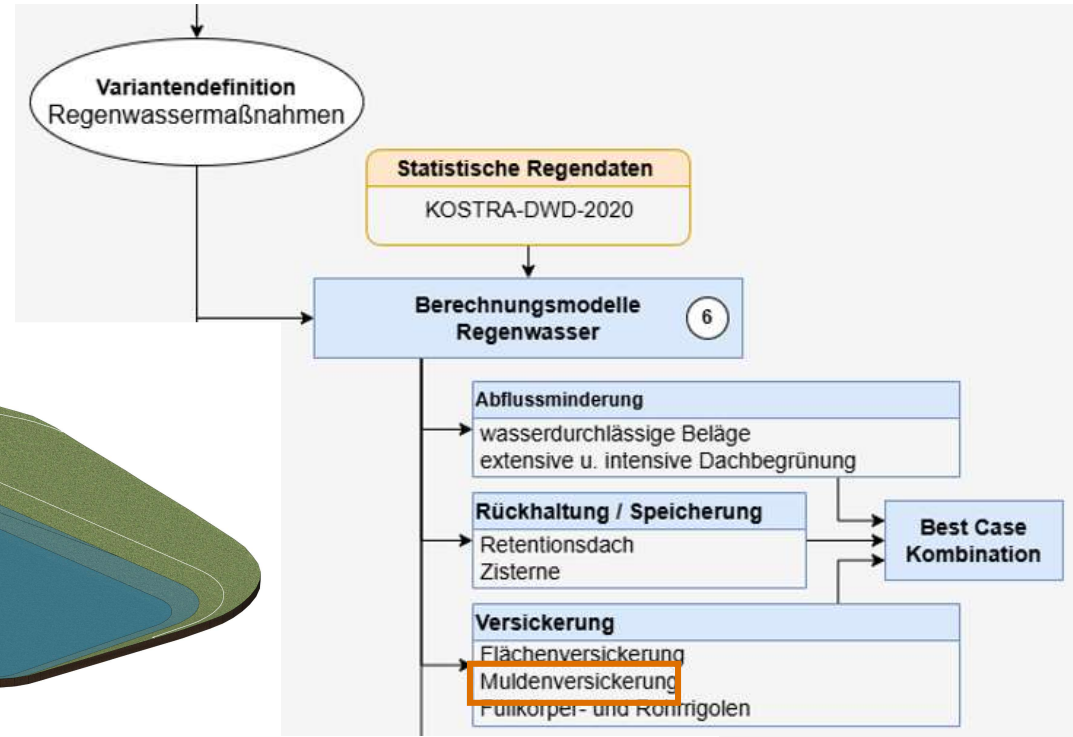 Variantendefinition
Regenwassermaßnahmen
Statistische Regendaten
KOSTRA-DWD-2020
Berechnungsmodelle
Regenwasser
6
Abflussminderung
wasserdurchlässige Beläge
extensive u. intensive Dachbegrünung
Rückhaltung / Speicherung
Retentionsdach
Zisterne
Best Case
Kombination
Versickerung
Flächenversickerung
Muldenversickerung
Füllkörper- und Rohrrigolen